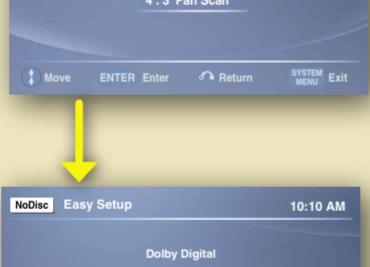 4 : 3 Pan Scan
Move ENTER Enter Return SYSTEM MENU Exit
NoDisc Easy Setup 10:10 AM
Dolby Digital